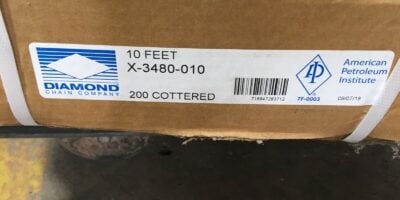 10 FEET
X-3480-010
DIAMOND
CHAIN COMPANY
200 COTTERED
American
Petroleum
Institute
7F-0003